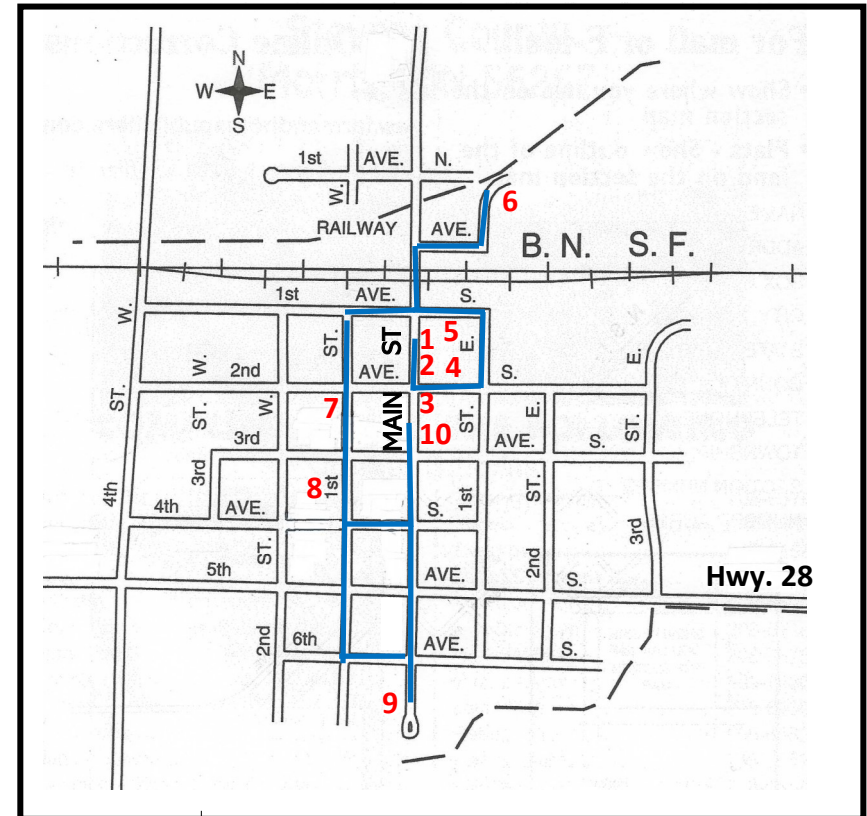 N
W E
S
1st AVE. N.
W.
6
RAILWAY AVE.
B. N. S. F.
1st AVE. S.
W.
ST.
MAIN ST
1 5
E.
2 4
W.
2nd AVE. S.
E.
ST.
7
3
10
W.
ST.
ST.
E.
ST.
3rd AVE. S.
4th
3rd
8
1st
1st
ST.
2nd
3rd
4th AVE. S.
ST.
5th AVE. S.
Hwy. 28
2nd
6th AVE. S.
9